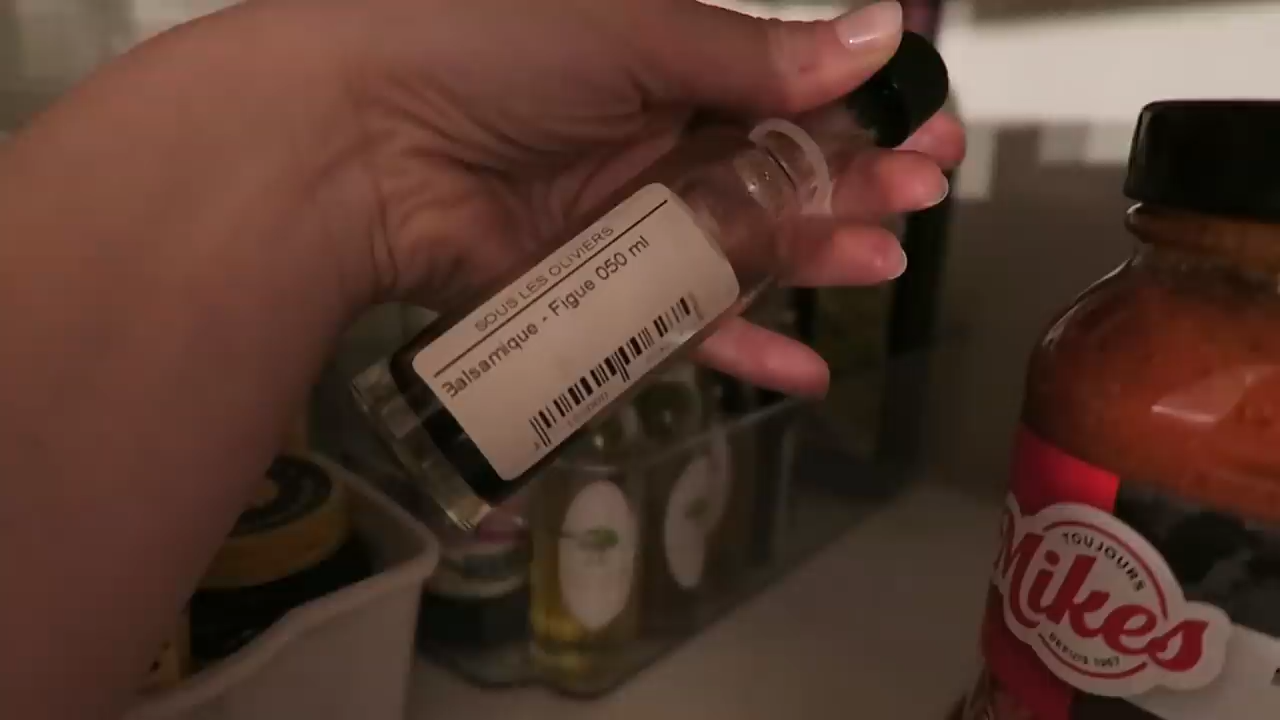 SOUS LES OLIVIERS
Balsamique - Figue 050 ml
TOUJOURS
Mikes
DEPUIS 1967